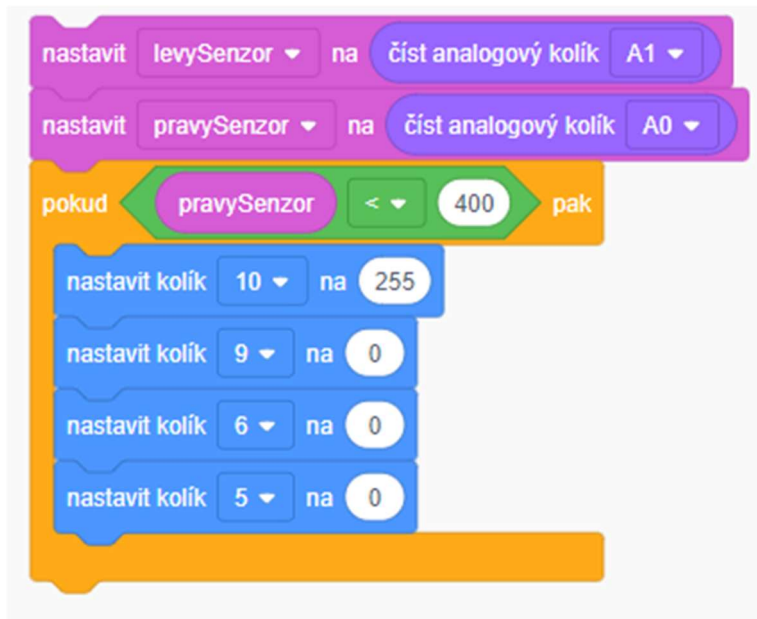 nastavit levySenzor na číst analogový kolík A1
nastavit pravySenzor na číst analogový kolík A0
pokud pravySenzor < 400 pak
nastavit kolík 10 na 255
nastavit kolík 9 na 0
nastavit kolík 6 na 0
nastavit kolík 5 na 0